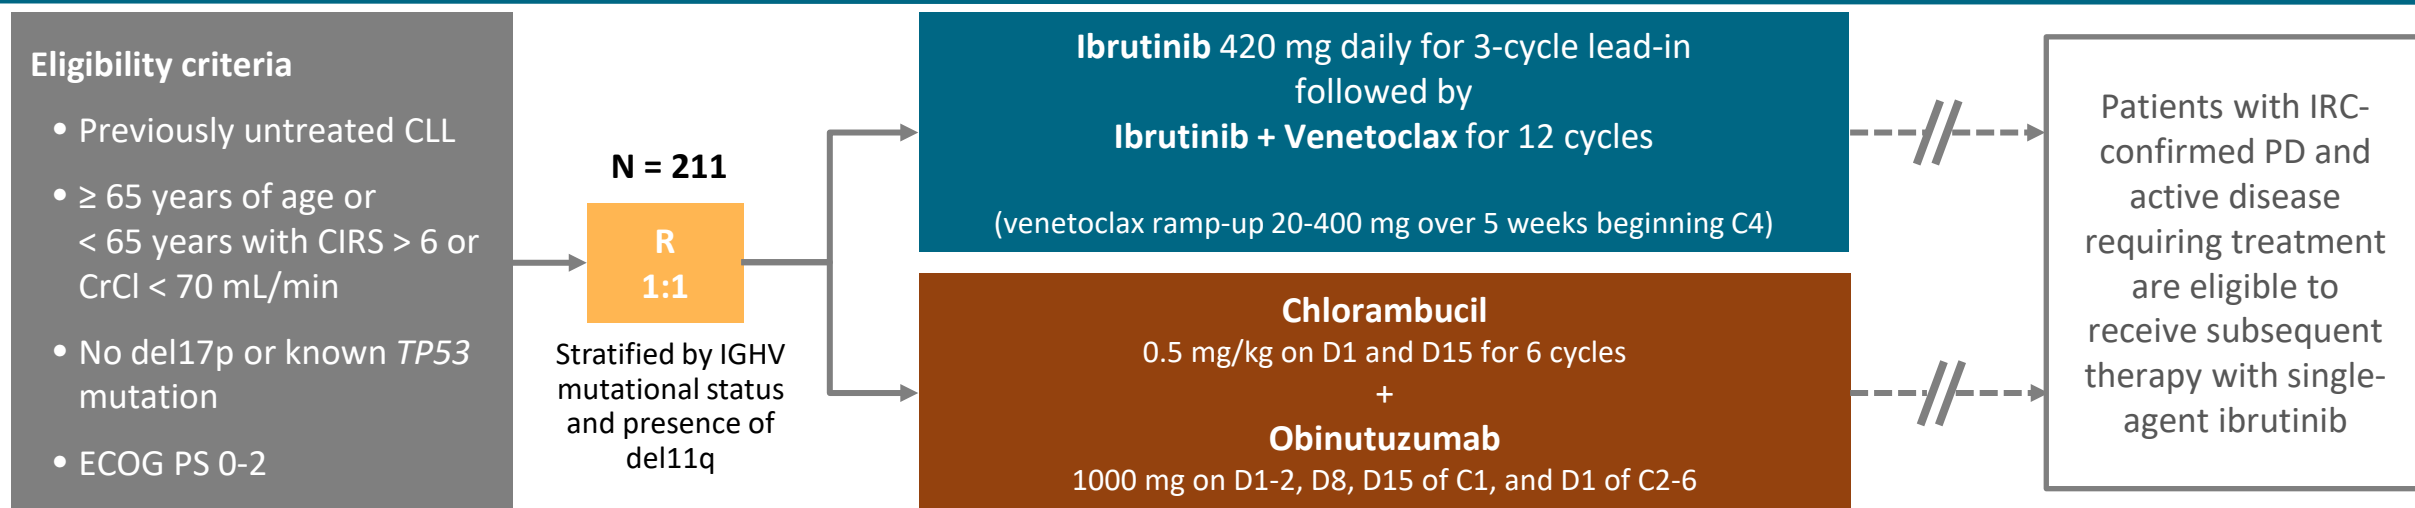 Eligibility criteria
• Previously untreated CLL
• ≥ 65 years of age or
< 65 years with CIRS > 6 or
CrCl < 70 mL/min
• No del17p or known TP53
mutation
• ECOG PS 0-2
N = 211
R
1:1
Stratified by IGHV
mutational status
and presence of
del11q
Ibrutinib 420 mg daily for 3-cycle lead-in
followed by
Ibrutinib + Venetoclax for 12 cycles
(venetoclax ramp-up 20-400 mg over 5 weeks beginning C4)
Chlorambucil
0.5 mg/kg on D1 and D15 for 6 cycles
+
Obinutuzumab
1000 mg on D1-2, D8, D15 of C1, and D1 of C2-6
Patients with IRC-
confirmed PD and
active disease
requiring treatment
are eligible to
receive subsequent
therapy with single-
agent ibrutinib